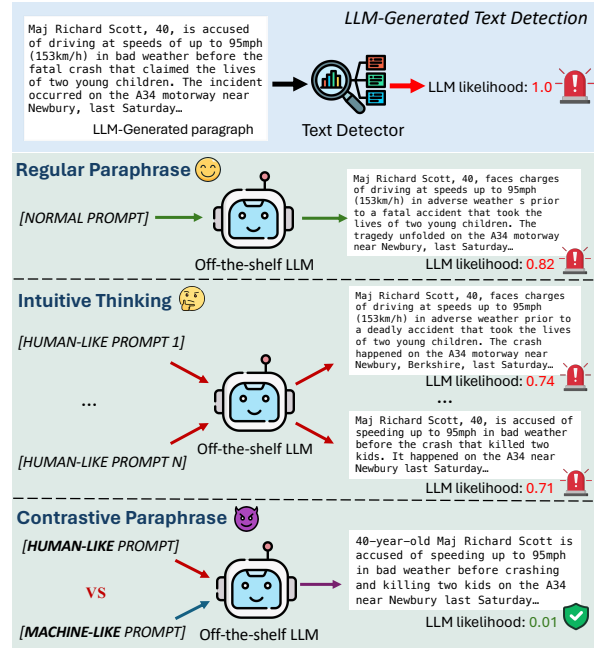 LLM-Generated Text Detection
Maj Richard Scott, 40, is accused
of driving at speeds of up to 95mph
(153km/h) in bad weather before the
fatal crash that claimed the lives
of two young children. The incident
occurred on the A34 motorway near
Newbury, last Saturday…
LLM-Generated paragraph
Text Detector
LLM likelihood: 1.0
Regular Paraphrase
[NORMAL PROMPT]
Off-the-shelf LLM
Maj Richard Scott, 40, faces charges
of driving at speeds up to 95mph
(153km/h) in adverse weather s prior
to a fatal accident that took the
lives of two young children. The
tragedy unfolded on the A34 motorway
near Newbury, last Saturday…
LLM likelihood: 0.82
Intuitive Thinking
[HUMAN-LIKE PROMPT 1]
...
[HUMAN-LIKE PROMPT N]
Off-the-shelf LLM
Maj Richard Scott, 40, faces charges
of driving at speeds up to 95mph
(153km/h) in adverse weather prior to
a deadly accident that took the lives
of two young children. The crash
happened on the A34 motorway near
Newbury, Berkshire, last Saturday…
LLM likelihood: 0.74
...
Maj Richard Scott, 40, is accused of
speeding up to 95mph in bad weather
before the crash that killed two
kids. It happened on the A34 near
Newbury last Saturday…
LLM likelihood: 0.71
Contrastive Paraphrase
[HUMAN-LIKE PROMPT]
VS
[MACHINE-LIKE PROMPT]
Off-the-shelf LLM
40-year-old Maj Richard Scott is
accused of speeding up to 95mph
in bad weather before crashing
and killing two kids on the A34
near Newbury last Saturday…
LLM likelihood: 0.01